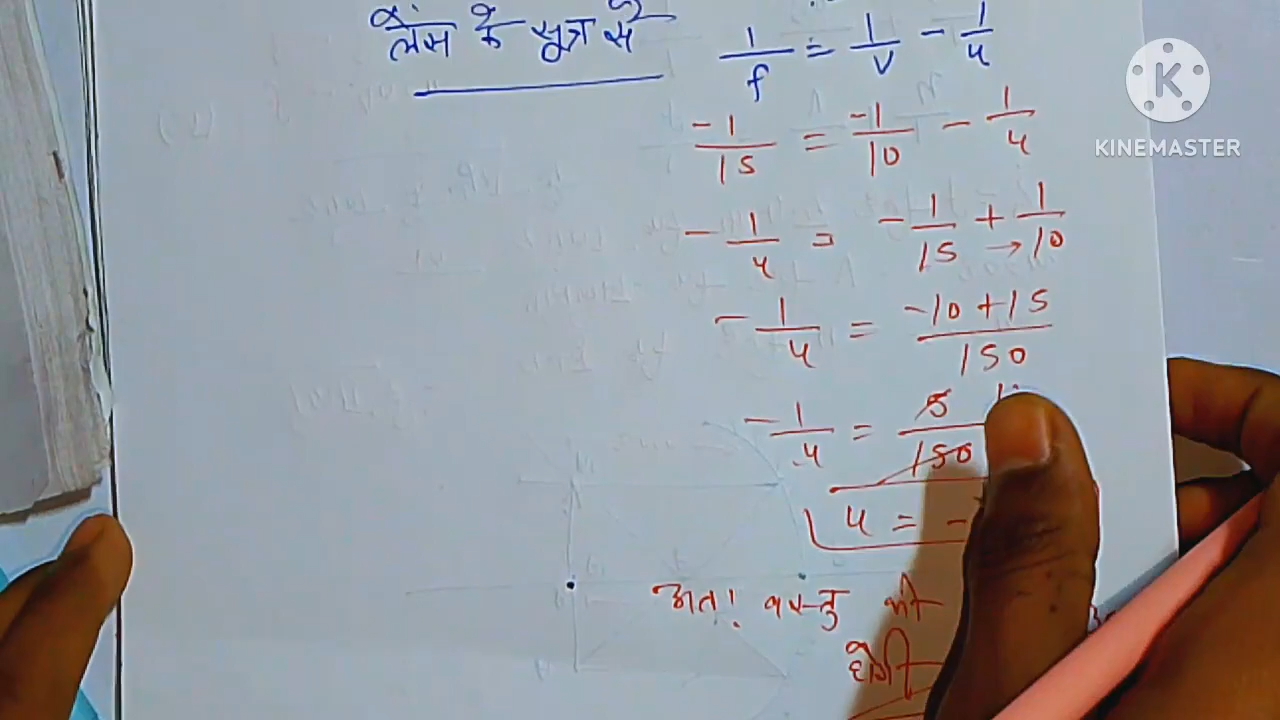 लेंस के सूत्र से 1/f = 1/v - 1/u
-1/15 = -1/10 - 1/u
-1/u = -1/15 + → 1/10
-1/u = -10+15/150
-1/u = 5/150
u = -
अत! वस्तु की
होगी
K
KINEMASTER